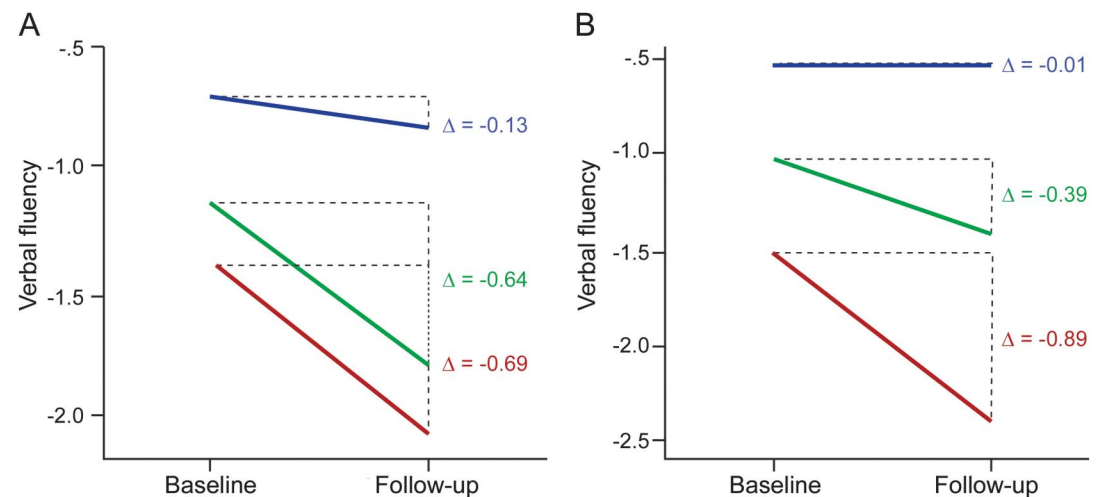 A
Verbal fluency
-.5
-1.0
-1.5
-2.0
Δ = -0.13
Δ = -0.64
Δ = -0.69
Baseline
Follow-up
B
Verbal fluency
-.5
-1.0
-1.5
-2.0
-2.5
Δ = -0.01
Δ = -0.39
Δ = -0.89
Baseline
Follow-up